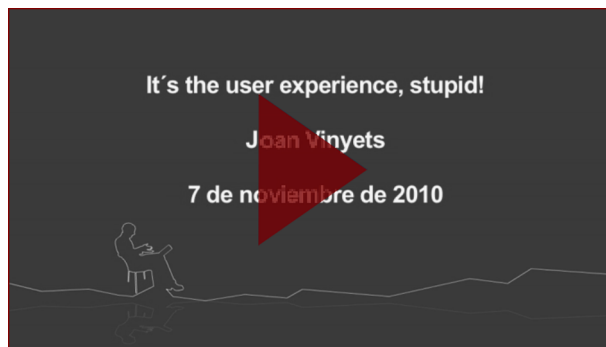 It´s the user experience, stupid!
Joan Vinyets
7 de noviembre de 2010